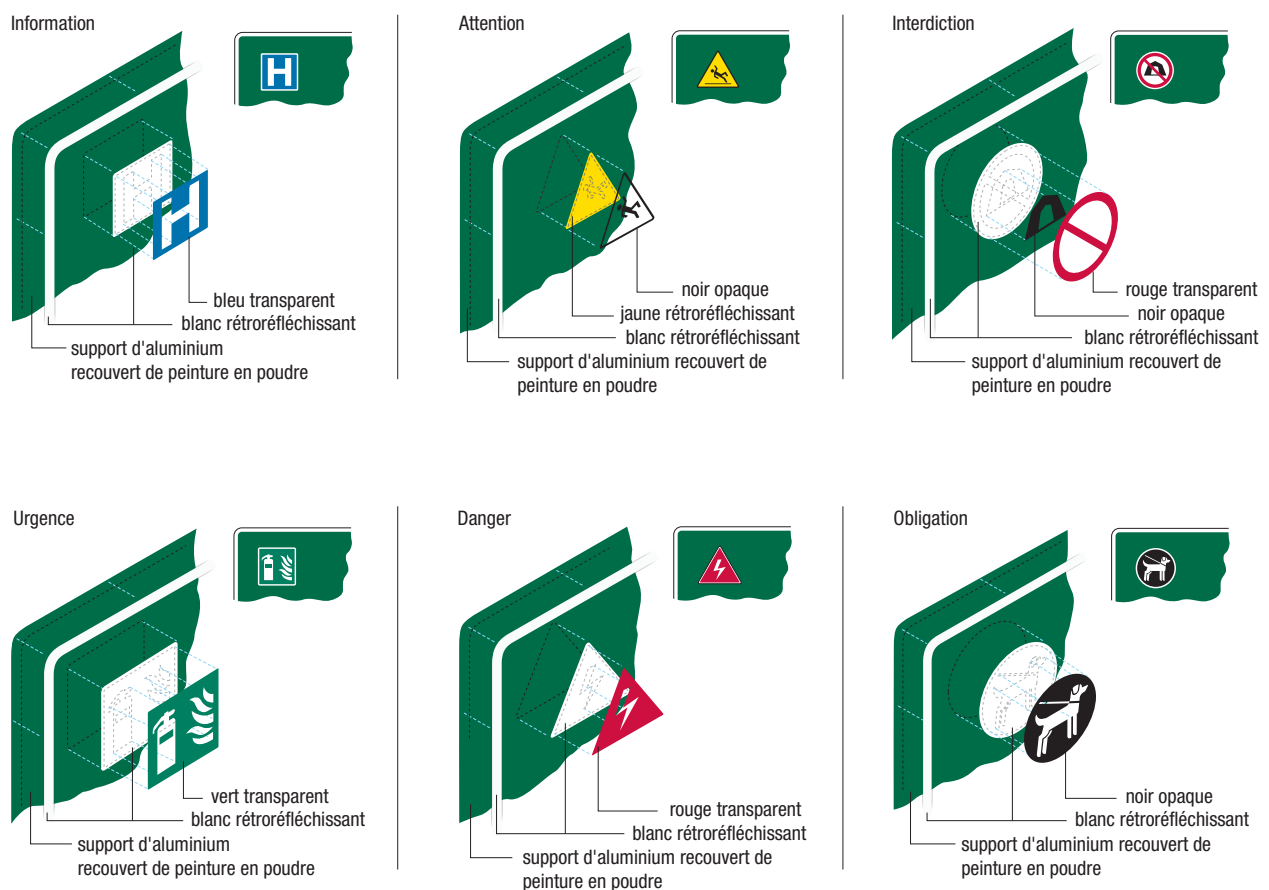 Information
H
H
bleu transparent
blanc rétroréfléchissant
support d'aluminium
recouvert de peinture en poudre
Attention
noir opaque
jaune rétroréfléchissant
blanc rétroréfléchissant
support d'aluminium recouvert de
peinture en poudre
Interdiction
rouge transparent
noir opaque
blanc rétroréfléchissant
support d'aluminium recouvert de
peinture en poudre
Urgence
vert transparent
blanc rétroréfléchissant
support d'aluminium
recouvert de peinture en poudre
Danger
rouge transparent
blanc rétroréfléchissant
support d'aluminium recouvert de
peinture en poudre
Obligation
noir opaque
blanc rétroréfléchissant
support d'aluminium recouvert de
peinture en poudre